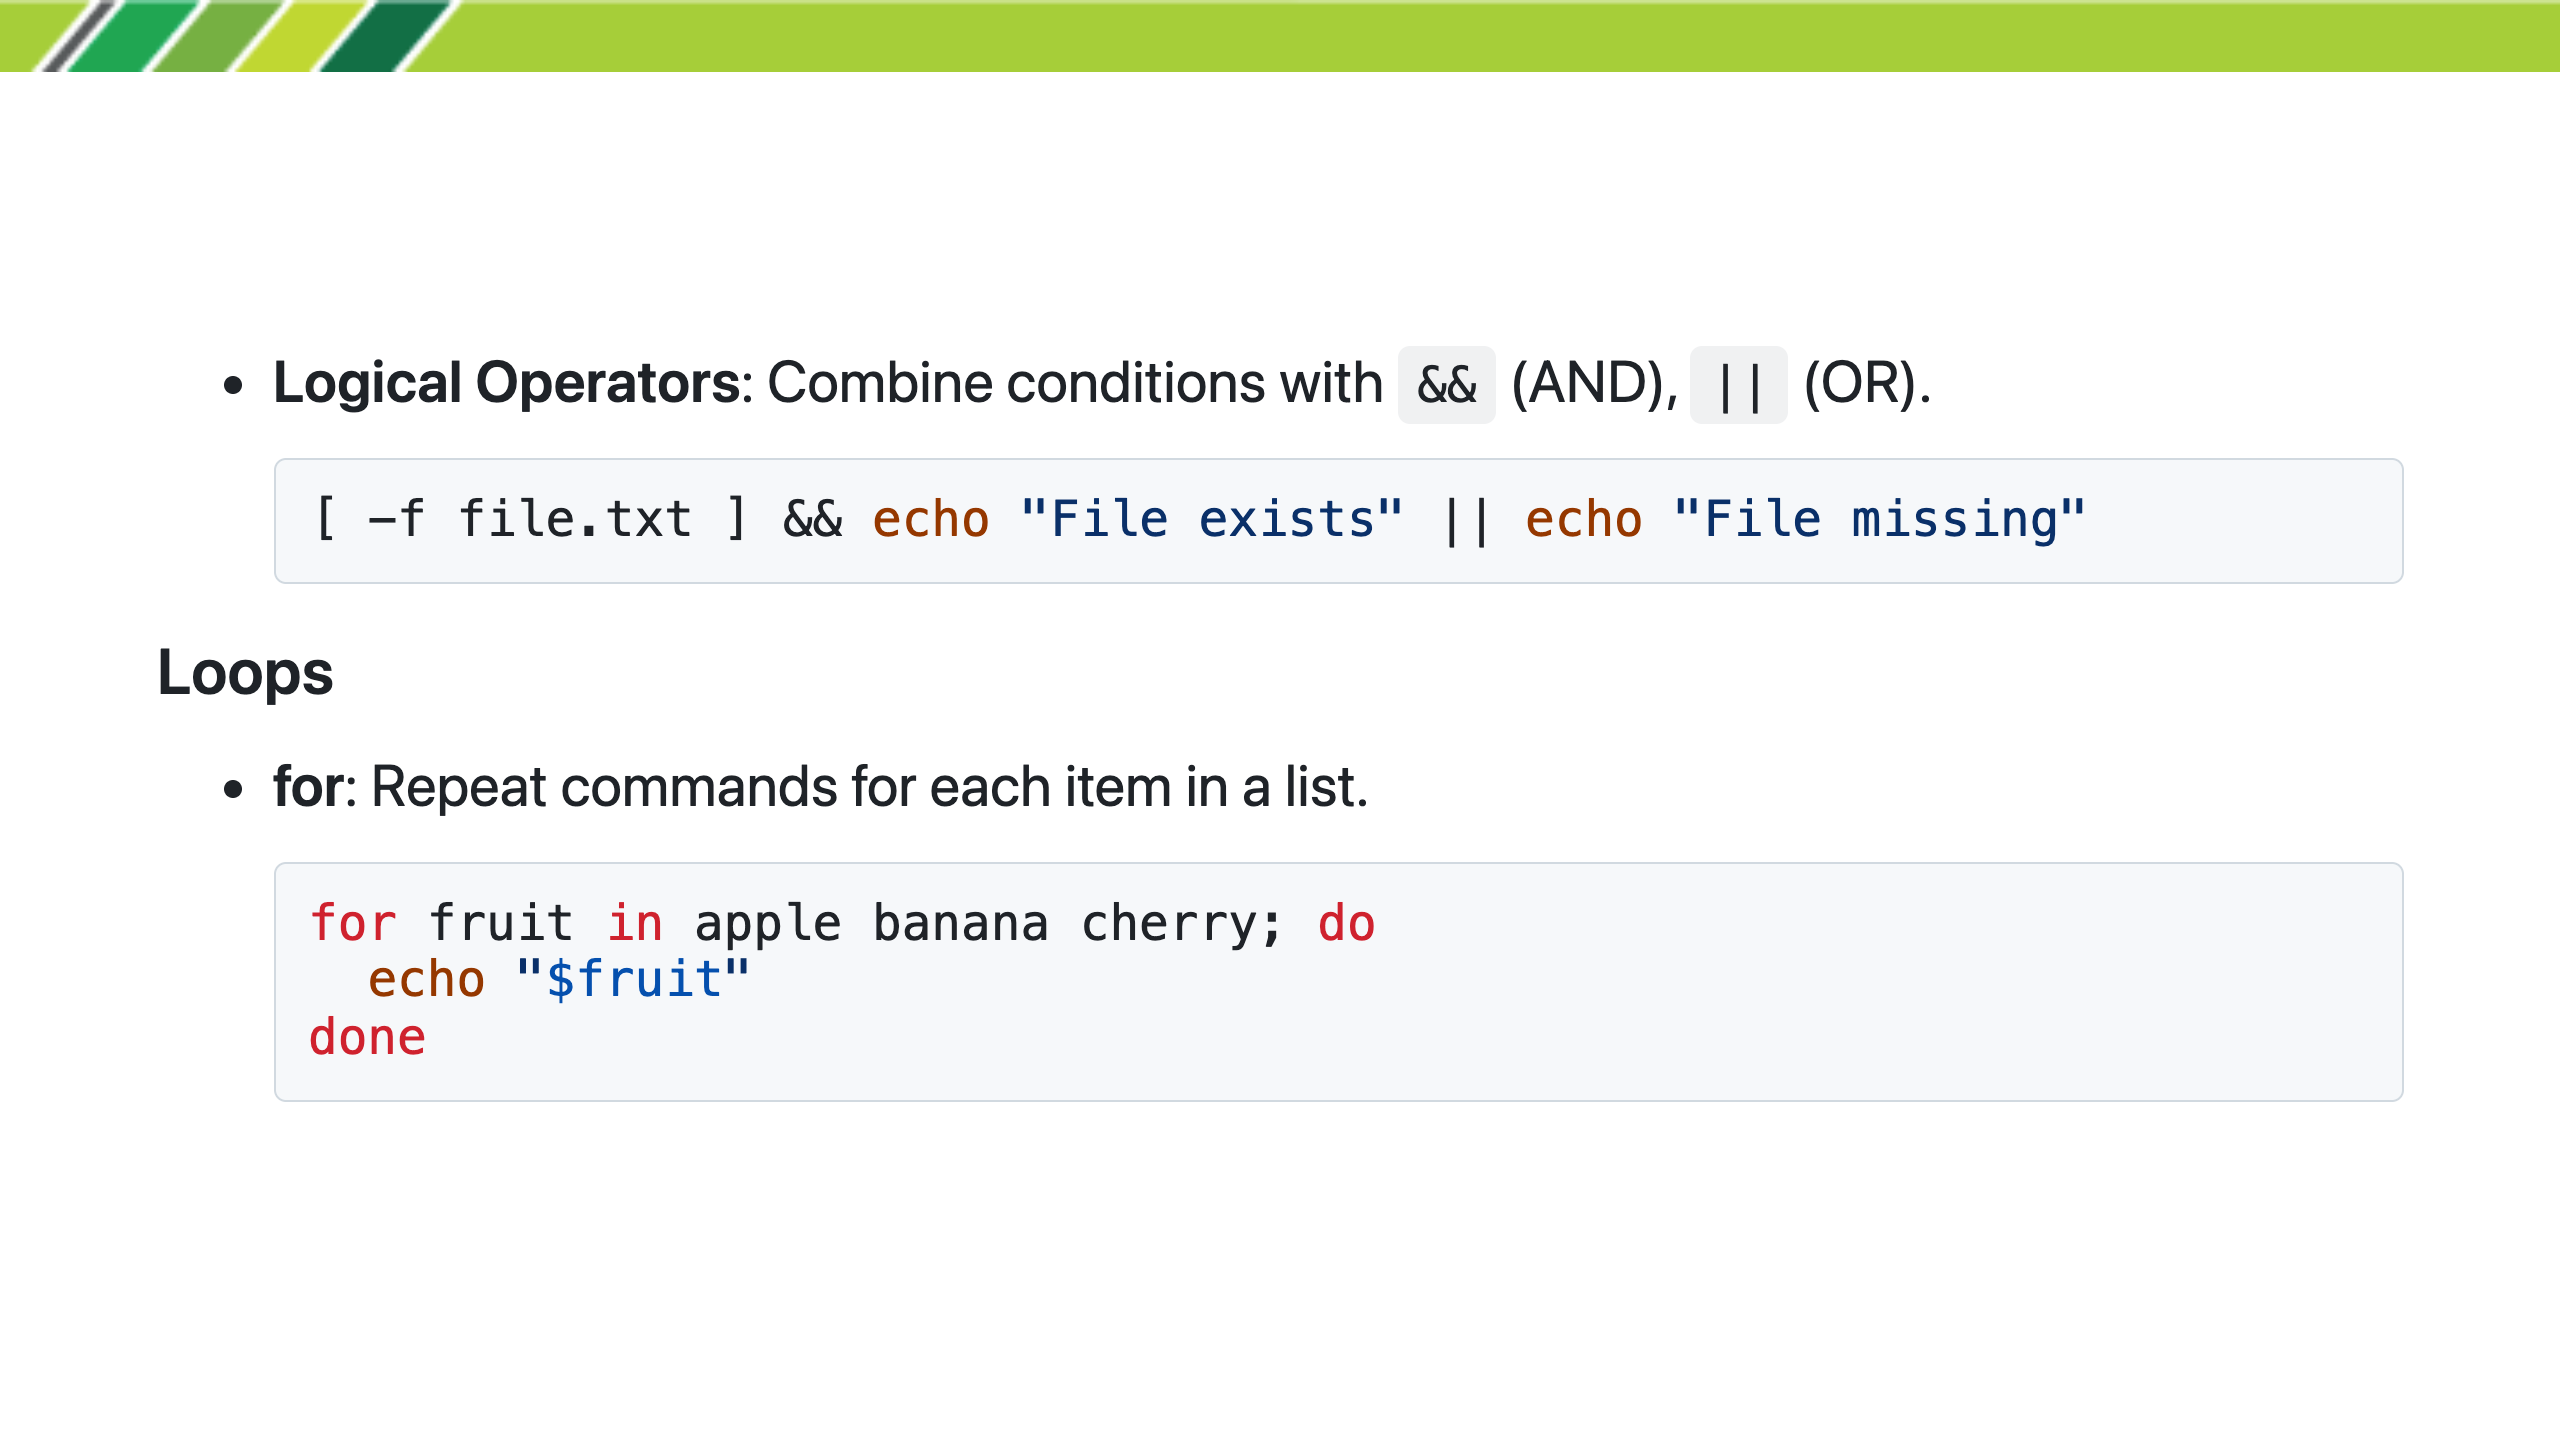 • Logical Operators: Combine conditions with && (AND), || (OR).
[ -f file.txt ] && echo "File exists" || echo "File missing"
Loops
• for: Repeat commands for each item in a list.
for fruit in apple banana cherry; do
  echo "$fruit"
done